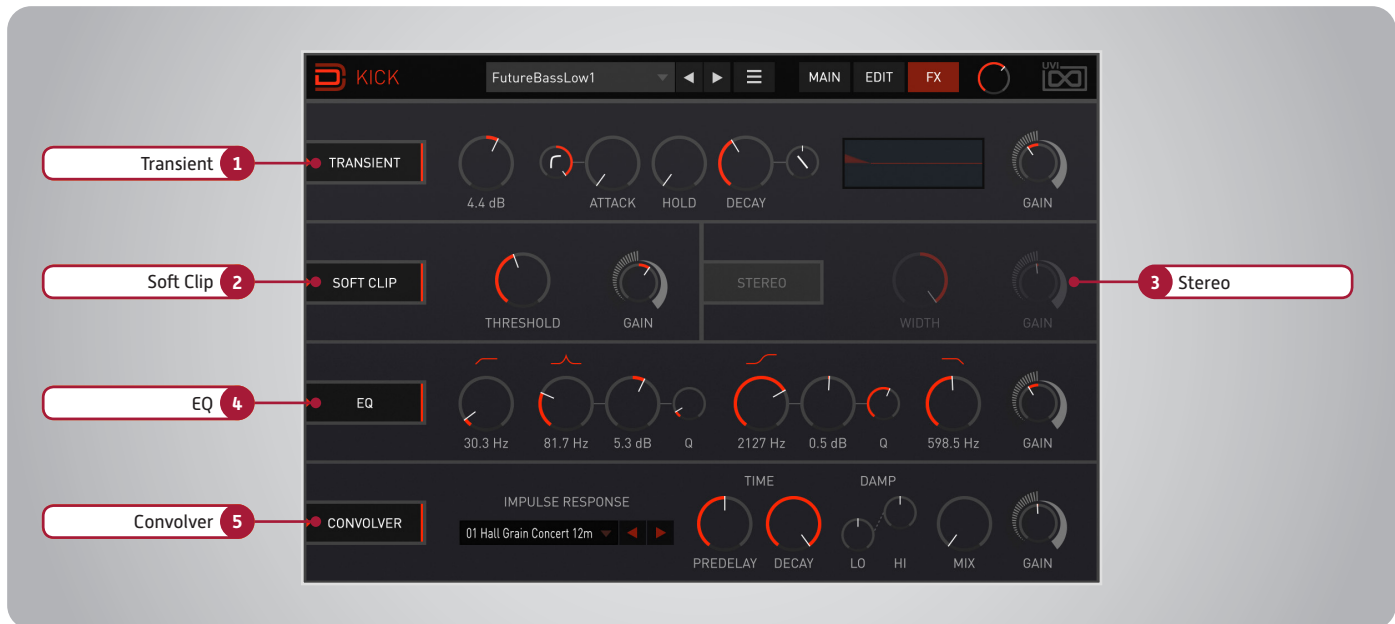 KICK
FutureBassLow1
MAIN EDIT FX
UVI
Transient 1
TRANSIENT
4.4 dB ATTACK HOLD DECAY GAIN
Soft Clip 2
SOFT CLIP
THRESHOLD GAIN
STEREO
WIDTH GAIN
3 Stereo
EQ 4
EQ
30.3 Hz 81.7 Hz 5.3 dB Q 2127 Hz 0.5 dB Q 598.5 Hz GAIN
Convolver 5
CONVOLVER
IMPULSE RESPONSE
01 Hall Grain Concert 12m
TIME DAMP
PREDELAY DECAY LO HI MIX GAIN